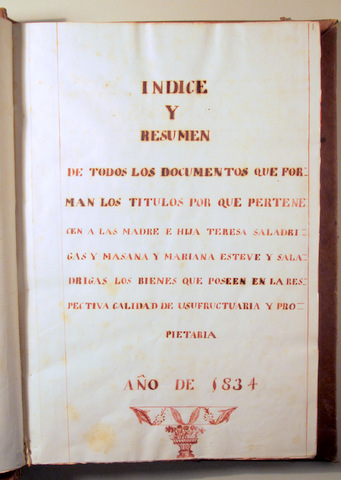 INDICE
Y
RESUMEN
DE TODOS LOS DOCUMENTOS QUE FOR-
MAN LOS TITULOS POR QUE PERTENE
CEN A LAS MADRE E HIJA TERESA SALADRI-
GAS Y MASANA Y MARIANA ESTEVE Y SALA-
DRIGAS LOS BIENES QUE POSEEN EN LA RES-
PECTIVA CALIDAD DE USUFRUCTUARIA Y PRO-
PIETARIA
AÑO DE 1834